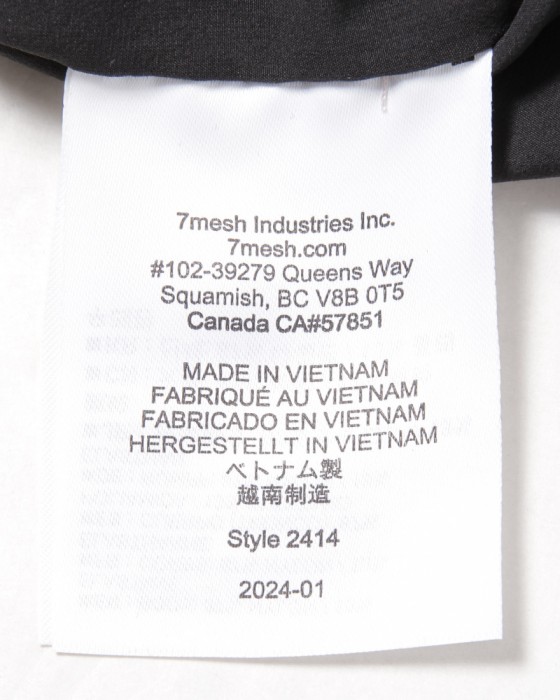 7mesh Industries Inc.
7mesh.com
#102-39279 Queens Way
Squamish, BC V8B 0T5
Canada CA#57851
MADE IN VIETNAM
FABRIQUÉ AU VIETNAM
FABRICADO EN VIETNAM
HERGESTELLT IN VIETNAM
ベトナム製
越南制造
Style 2414
2024-01